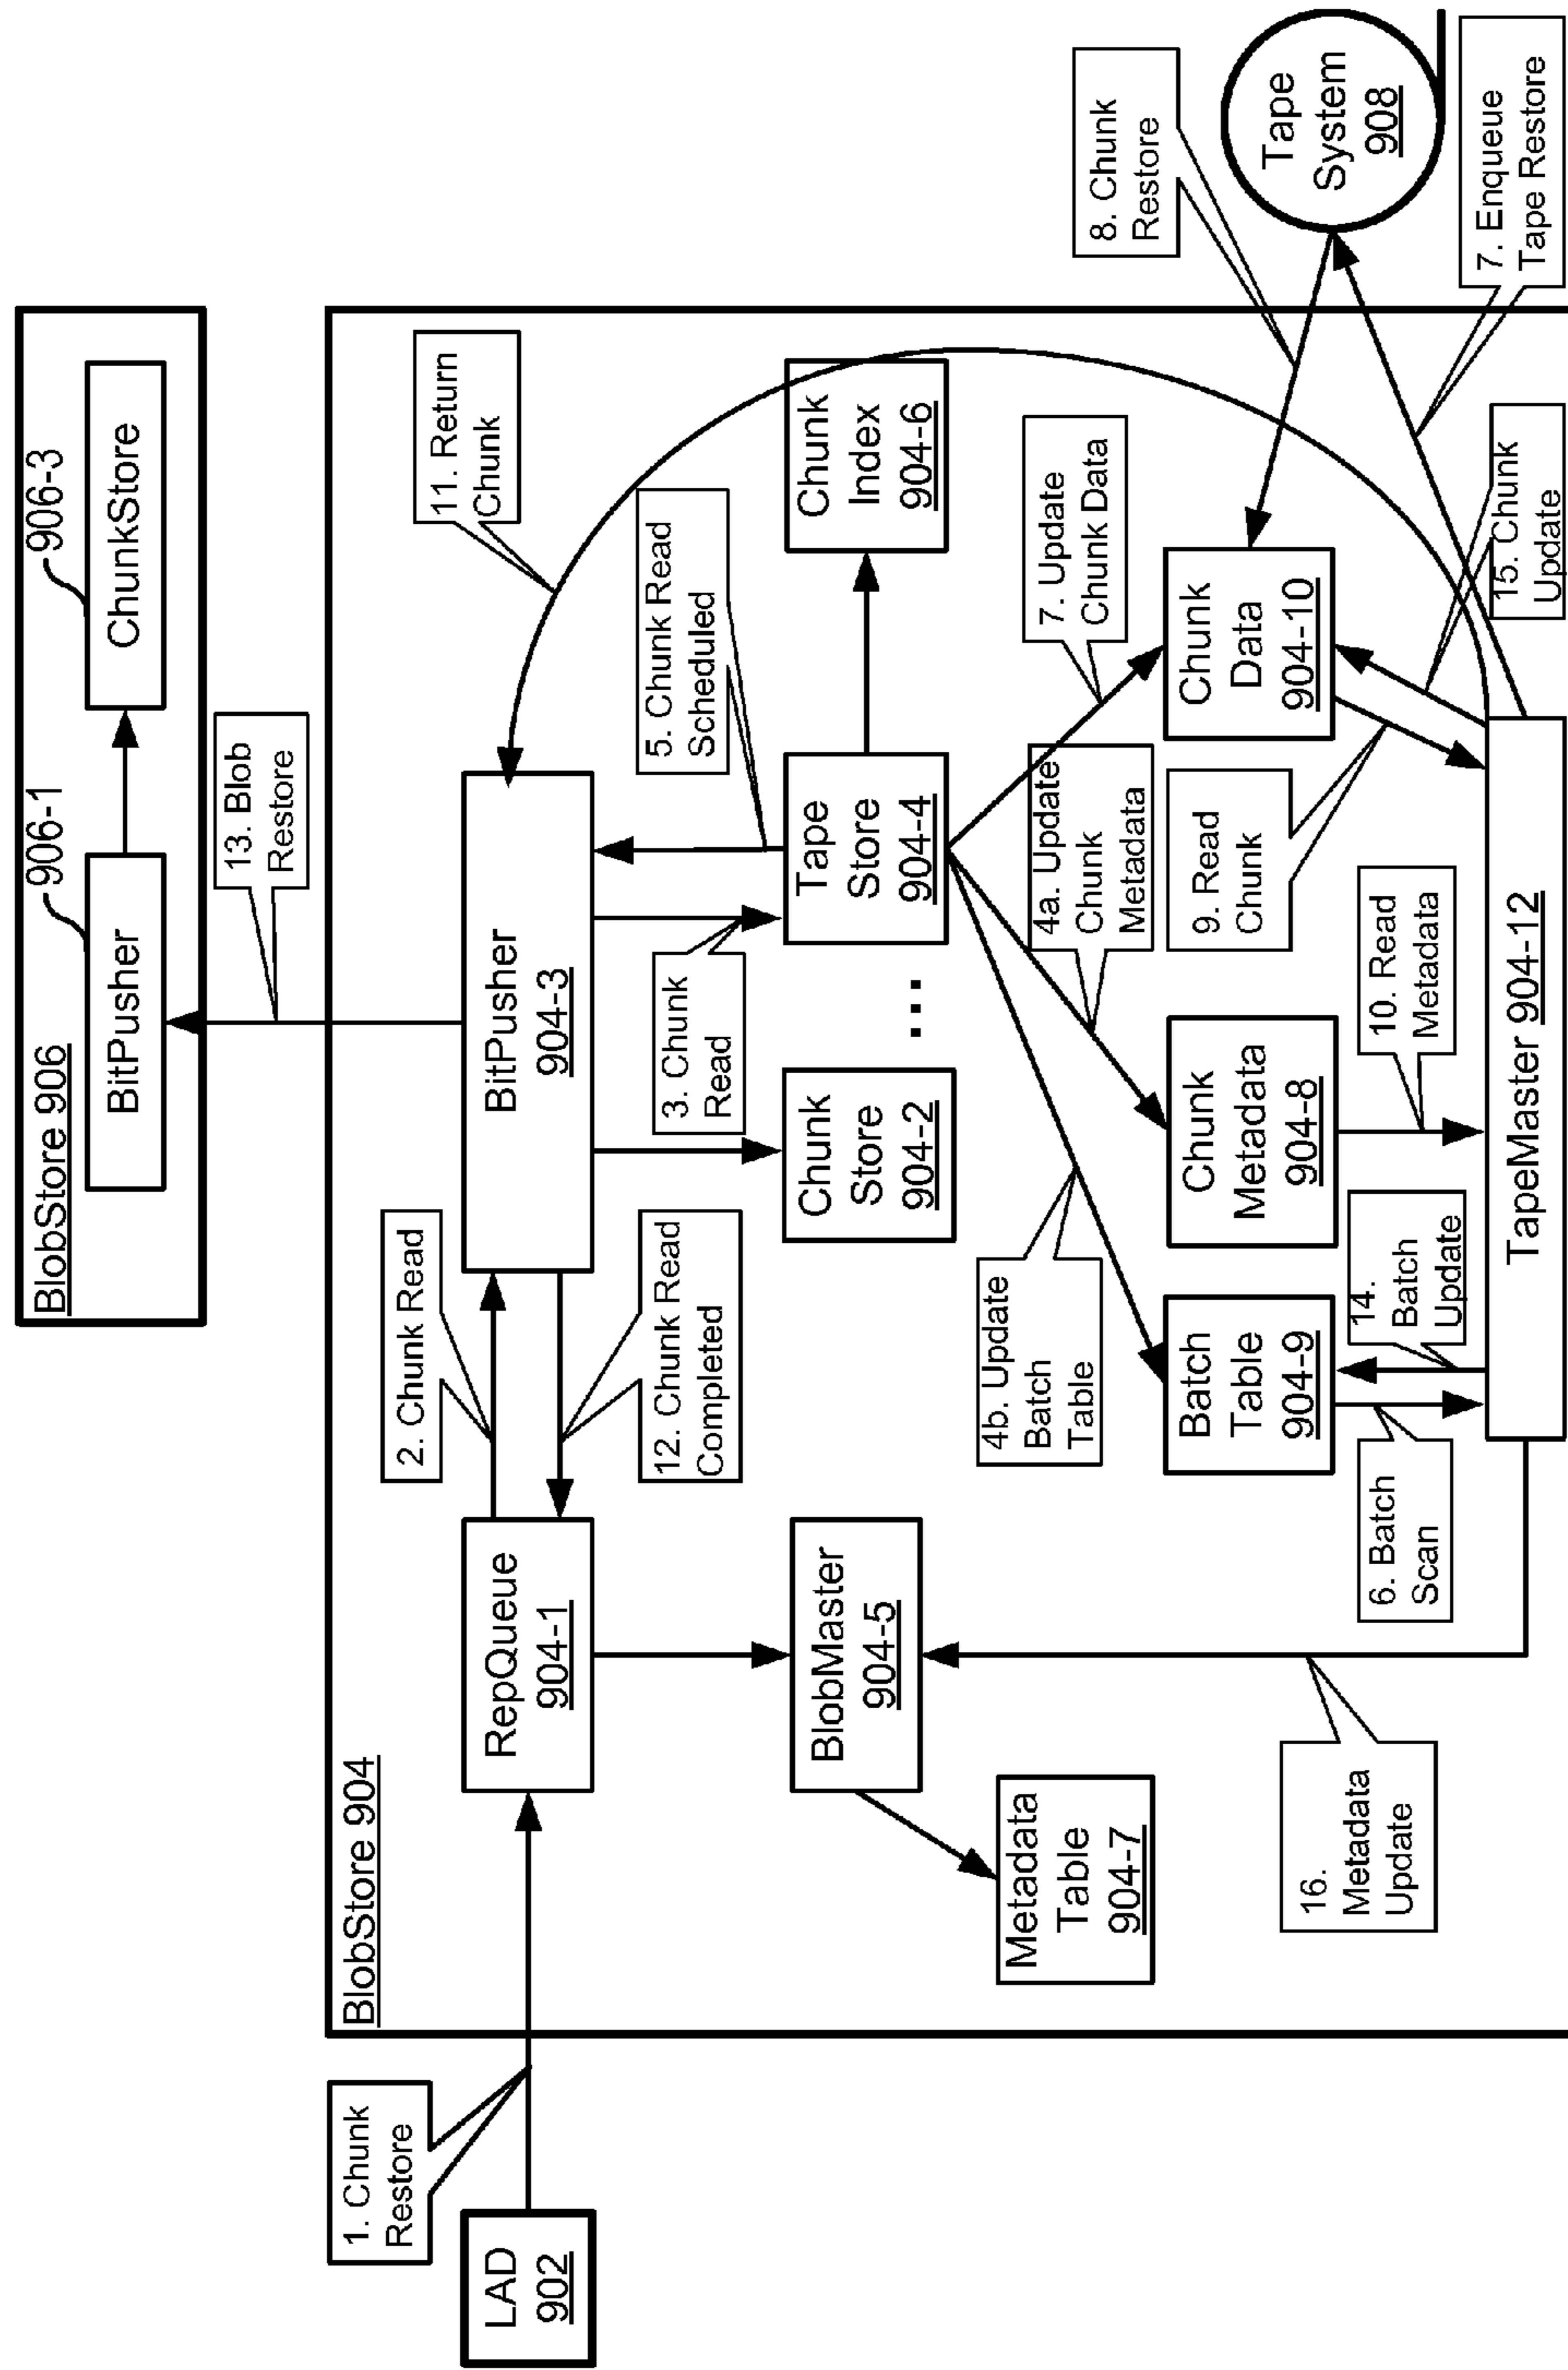 BlobStore 906
906-1
906-3
BitPusher
ChunkStore
13. Blob
Restore
1. Chunk
Restore
LAD
902
BlobStore 904
2. Chunk Read
11. Return
Chunk
RepQueue
904-1
BitPusher
904-3
12. Chunk Read
Completed
3. Chunk
Read
5. Chunk Read
Scheduled
BlobMaster
904-5
Chunk
Store
904-2
...
Tape
Store
904-4
Chunk
Index
904-6
Metadata
Table
904-7
4b. Update
Batch
Table
4a. Update
Chunk
Metadata
7. Update
Chunk Data
8. Chunk
Restore
Batch
Table
904-9
Chunk
Metadata
904-8
Chunk
Data
904-10
Tape
System
908
16.
Metadata
Update
6. Batch
Scan
14.
Batch
Update
10. Read
Metadata
9. Read
Chunk
15. Chunk
Update
7. Enqueue
Tape Restore
TapeMaster 904-12